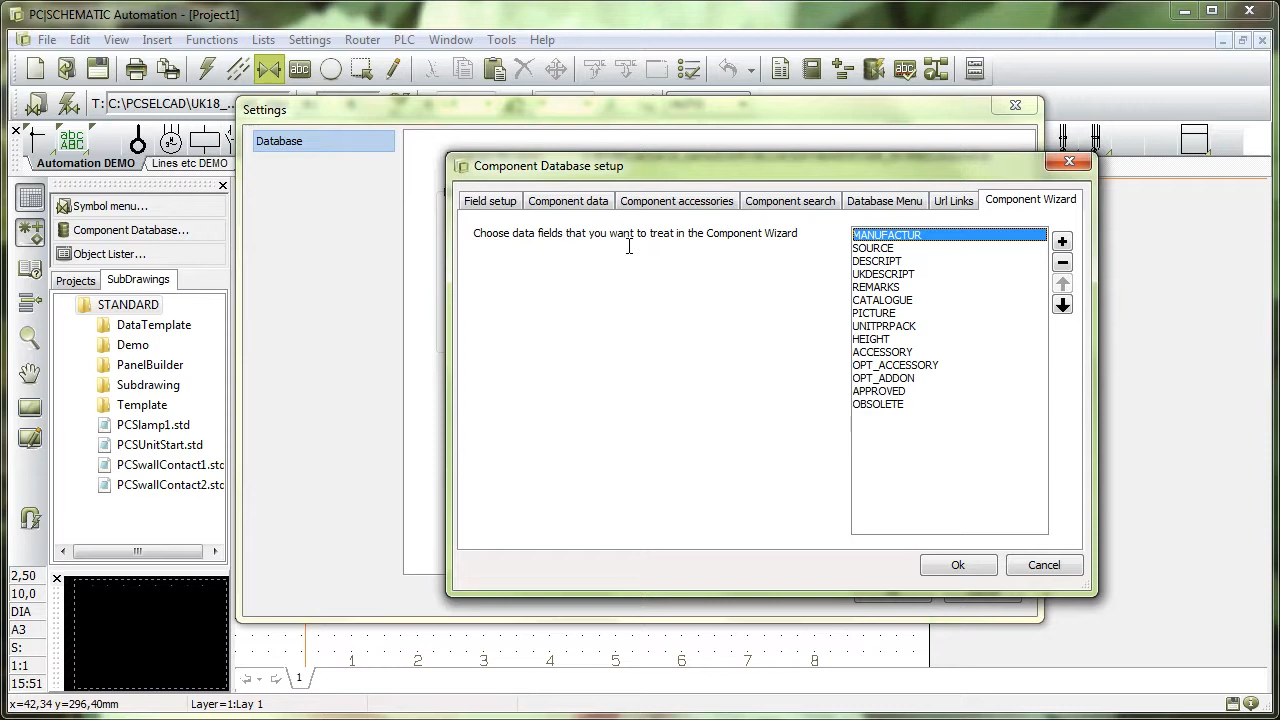 PC|SCHEMATIC Automation - [Project1]
File Edit View Insert Functions Lists Settings Router PLC Window Tools Help
T: C:\PCSELCAD\UK18_...
Settings
Automation DEMO Lines etc DEMO
Database
Component Database setup
Symbol menu...
Component Database...
Object Lister...
Projects SubDrawings
Field setup Component data Component accessories Component search Database Menu Url Links Component Wizard
Choose data fields that you want to treat in the Component Wizard
MANUFACTUR
SOURCE
DESCRIPT
UKDESCRIPT
REMARKS
CATALOGUE
PICTURE
UNITPRPACK
HEIGHT
ACCESSORY
OPT_ACCESSORY
OPT_ADDON
APPROVED
OBSOLETE
STANDARD
DataTemplate
Demo
PanelBuilder
Subdrawing
Template
PCSlamp1.std
PCSUnitStart.std
PCSwallContact1.std
PCSwallContact2.std
Ok Cancel
2,50
10,0
DIA
A3
S:
1:1
15:51
1 2 3 4 5 6 7 8
1
x=42,34 y=296,40mm Layer=1:Lay 1